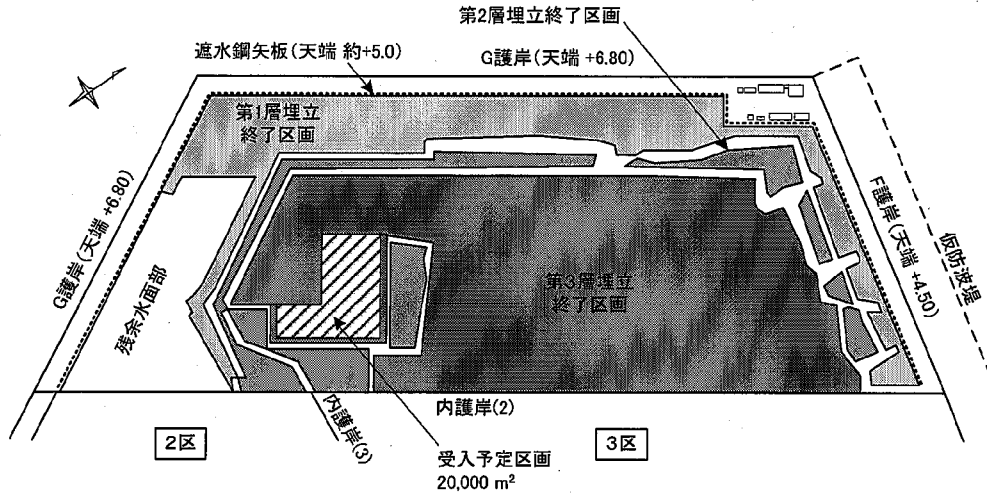 第2層埋立終了区画
遮水鋼矢板(天端 約+5.0)
G護岸(天端 +6.80)
第1層埋立
終了区画
G護岸(天端 +6.80)
残余水面部
第3層埋立
終了区画
F護岸(天端 +4.50)
仮防波堤
内護岸(2)
内護岸(3)
2区
3区
受入予定区画
20,000 m²